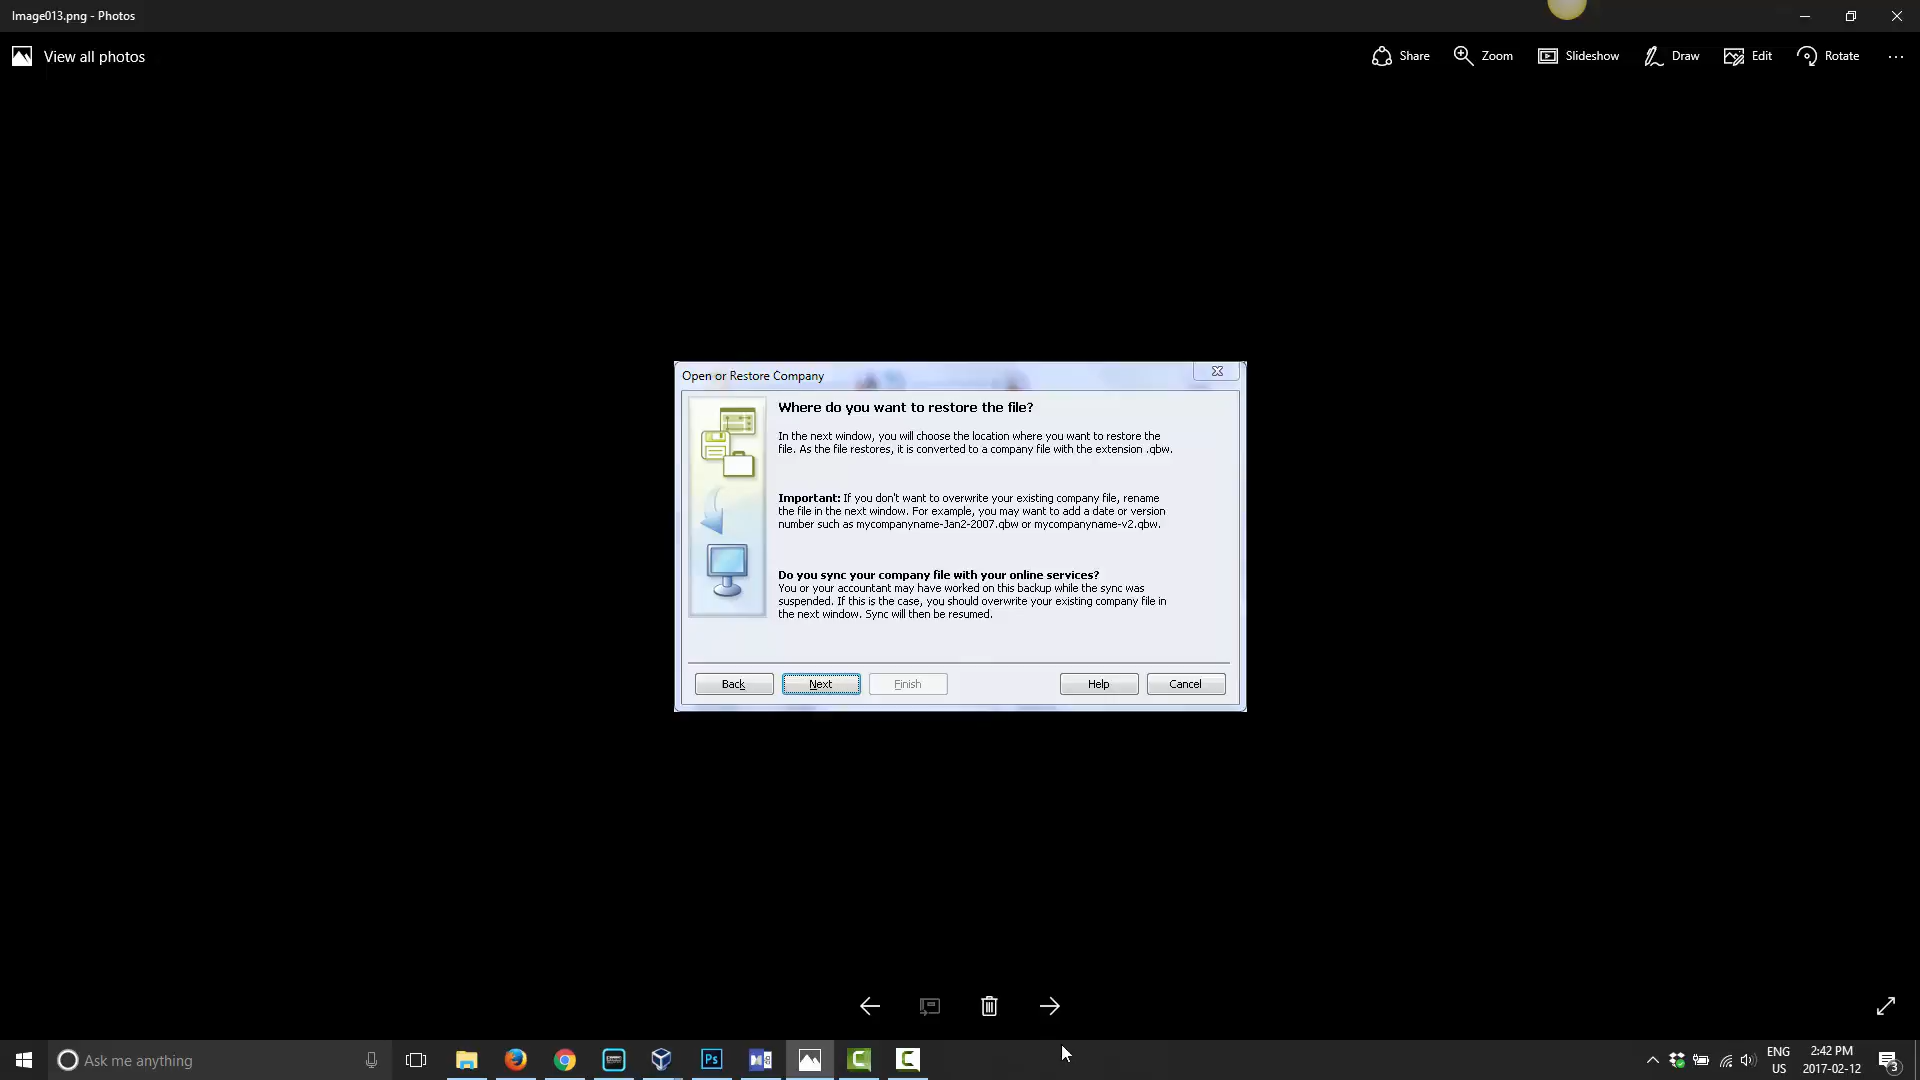 Image013.png - Photos
View all photos
Share
Zoom
Slideshow
Draw
Edit
Rotate
Open or Restore Company
Where do you want to restore the file?
In the next window, you will choose the location where you want to restore the
file. As the file restores, it is converted to a company file with the extension .qbw.
Important: If you don't want to overwrite your existing company file, rename
the file in the next window. For example, you may want to add a date or version
number such as mycompanyname-Jan2-2007.qbw or mycompanyname-v2.qbw.
Do you sync your company file with your online services?
You or your accountant may have worked on this backup while the sync was
suspended. If this is the case, you should overwrite your existing company file in
the next window. Sync will then be resumed.
Back
Next
Finish
Help
Cancel
Ask me anything
Ps
ENG
US
2:42 PM
2017-02-12
3